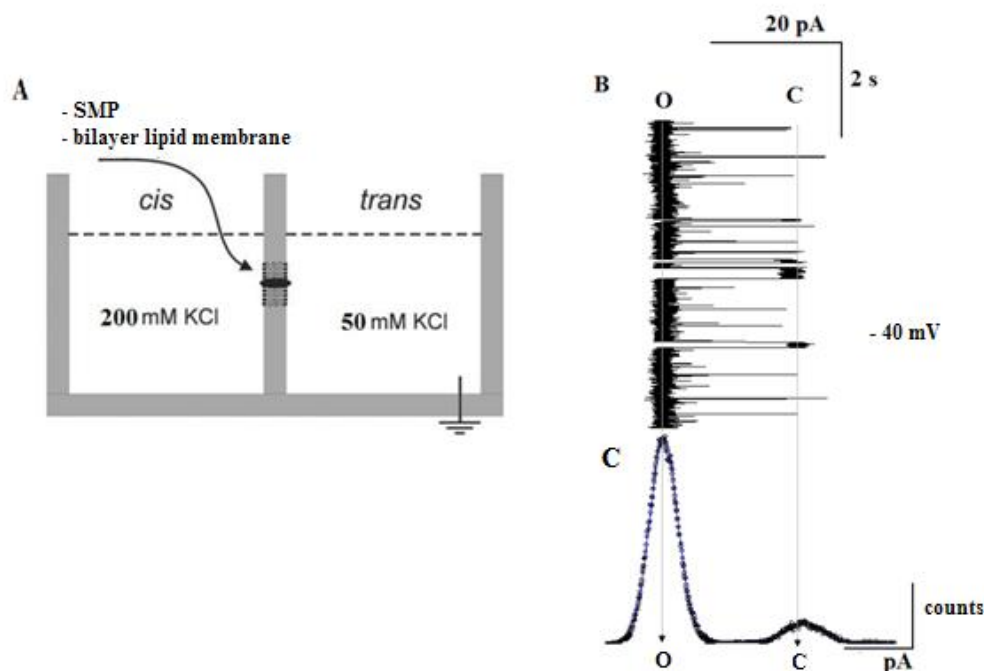 A
- SMP
- bilayer lipid membrane
cis
trans
200 mM KCl
50 mM KCl
20 pA
2 s
B
O
C
- 40 mV
C
counts
pA
O
C